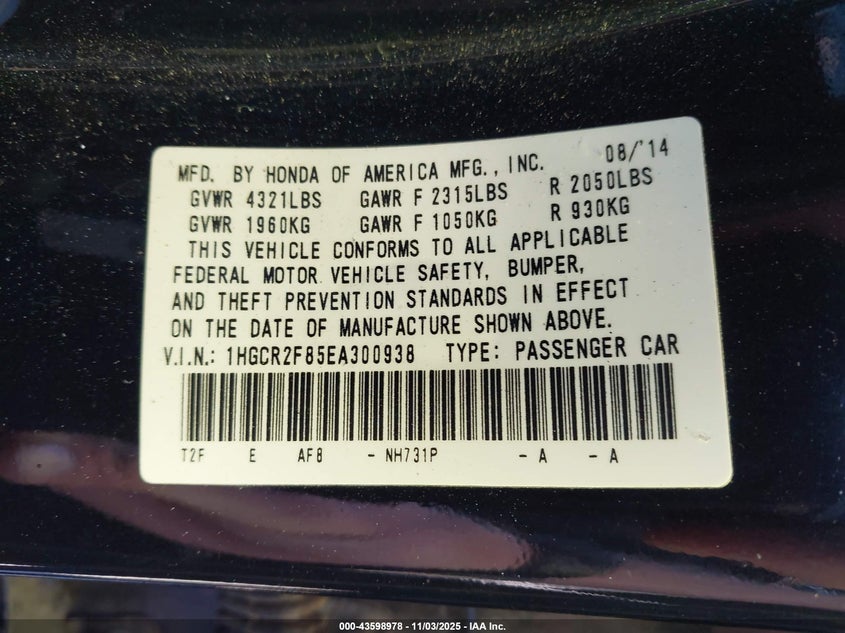 MFD. BY HONDA OF AMERICA MFG., INC. 08/'14
GVWR 4321LBS GAWR F 2315LBS R 2050LBS
GVWR 1960KG GAWR F 1050KG R 930KG
THIS VEHICLE CONFORMS TO ALL APPLICABLE
FEDERAL MOTOR VEHICLE SAFETY, BUMPER,
AND THEFT PREVENTION STANDARDS IN EFFECT
ON THE DATE OF MANUFACTURE SHOWN ABOVE.
V.I.N.: 1HGCR2F85EA300938 TYPE: PASSENGER CAR
T2F E AF8 - NH731P - A - A
000-43598978 - 11/03/2025 - IAA Inc.